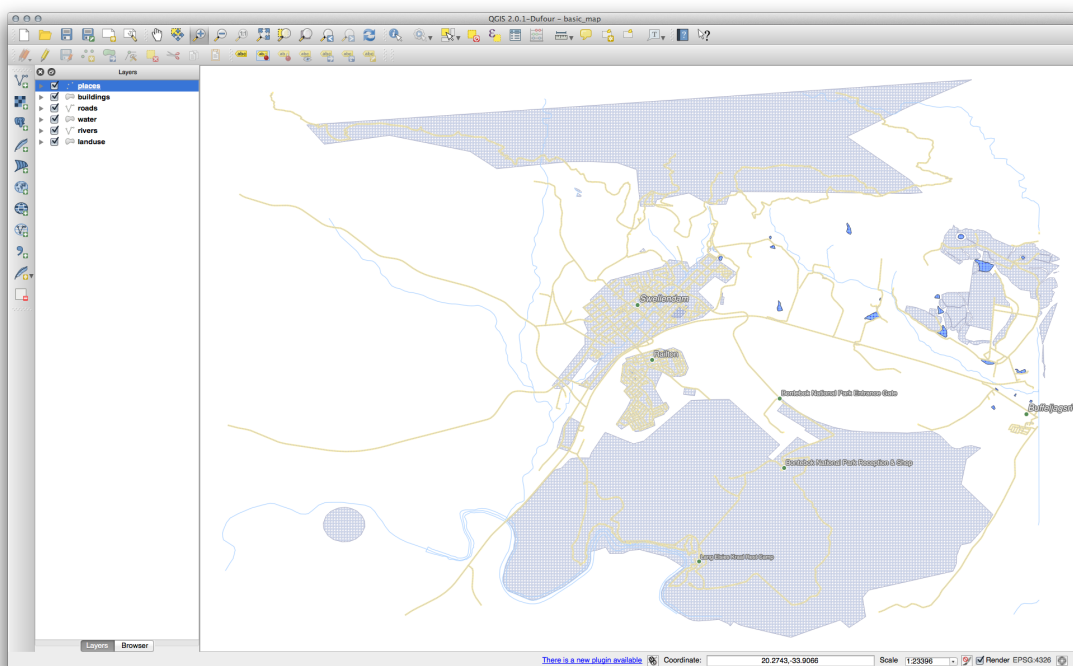 QGIS 2.0.1-Dufour - basic_map
Layers
places
buildings
roads
water
rivers
landuse
Swellendam
Railton
Bontebok National Park Entrance Gate
Bontebok National Park Reception & Shop
Lang Elsies Kraal Rest Camp
Layers Browser
There is a new plugin available Coordinate: 20.2743,-33.9066 Scale 1:23396 Render EPSG:4326